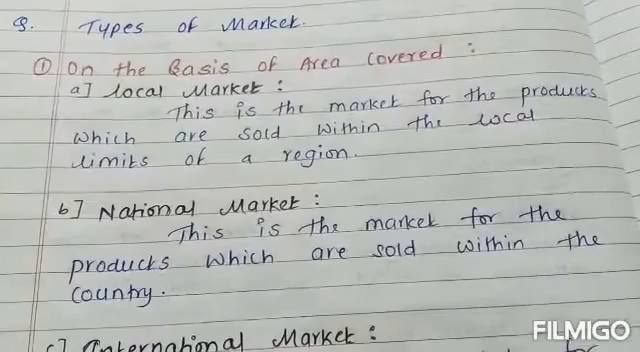 Q. Types of Market.
① On the Basis of Area Covered :
a] Local Market :
This is the market for the products
which are sold within the local
limits of a region.
b] National Market :
This is the market for the
products which are sold within the
country.
c] International Market :
for
FILMIGO